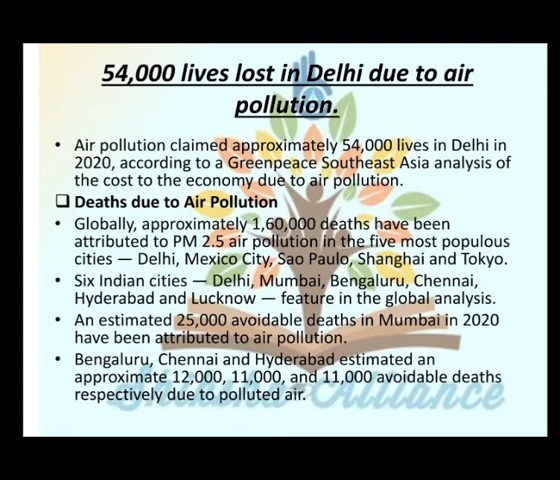 54,000 lives lost in Delhi due to air
pollution.
• Air pollution claimed approximately 54,000 lives in Delhi in
2020, according to a Greenpeace Southeast Asia analysis of
the cost to the economy due to air pollution.
❑ Deaths due to Air Pollution
• Globally, approximately 1,60,000 deaths have been
attributed to PM 2.5 air pollution in the five most populous
cities — Delhi, Mexico City, Sao Paulo, Shanghai and Tokyo.
• Six Indian cities — Delhi, Mumbai, Bengaluru, Chennai,
Hyderabad and Lucknow — feature in the global analysis.
• An estimated 25,000 avoidable deaths in Mumbai in 2020
have been attributed to air pollution.
• Bengaluru, Chennai and Hyderabad estimated an
approximate 12,000, 11,000, and 11,000 avoidable deaths
respectively due to polluted air.
Alliance